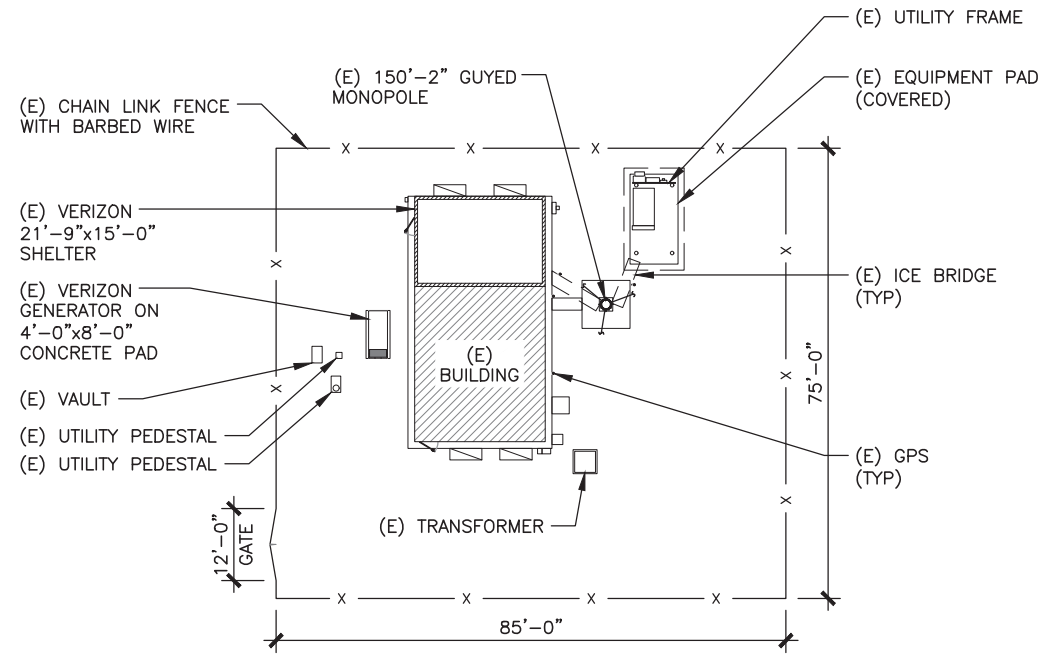 (E) UTILITY FRAME
(E) 150'-2" GUYED
MONOPOLE
(E) EQUIPMENT PAD
(COVERED)
(E) CHAIN LINK FENCE
WITH BARBED WIRE
(E) VERIZON
21'-9"x15'-0"
SHELTER
(E) ICE BRIDGE
(TYP)
(E) VERIZON
GENERATOR ON
4'-0"x8'-0"
CONCRETE PAD
(E)
BUILDING
75'-0"
(E) VAULT
(E) UTILITY PEDESTAL
(E) UTILITY PEDESTAL
(E) GPS
(TYP)
(E) TRANSFORMER
12'-0"
GATE
85'-0"